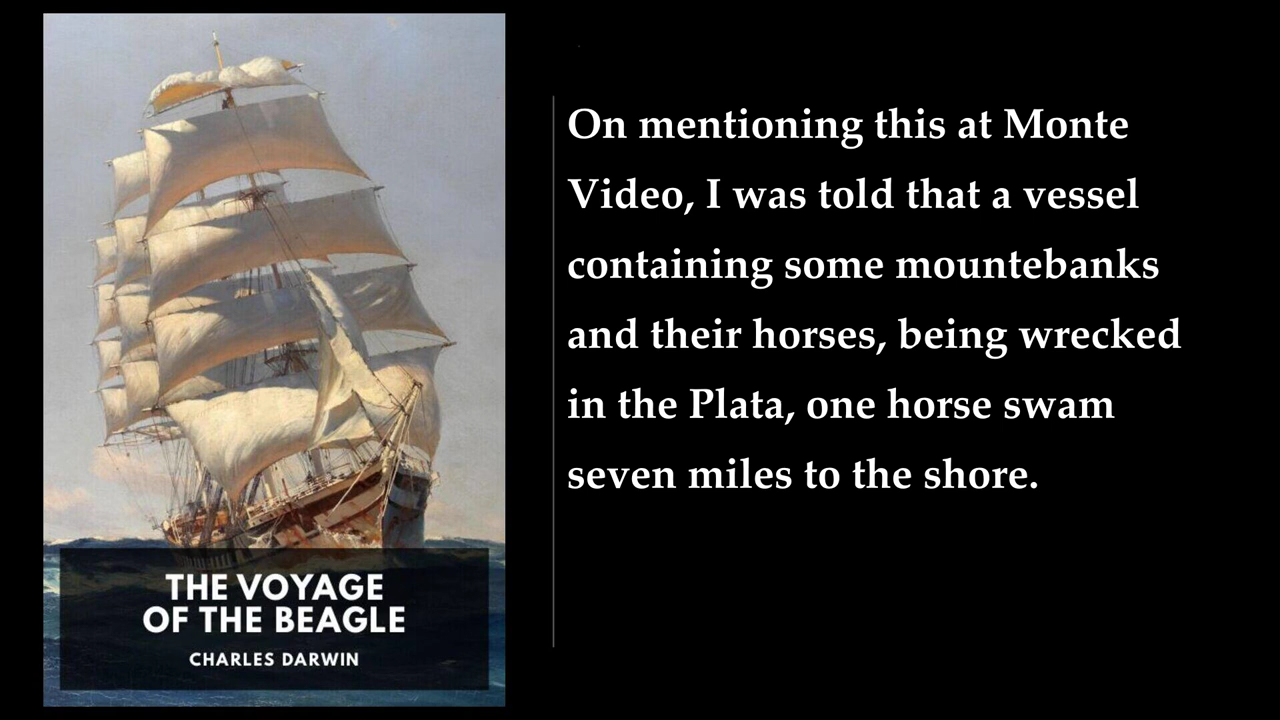 THE VOYAGE
OF THE BEAGLE
CHARLES DARWIN
On mentioning this at Monte
Video, I was told that a vessel
containing some mountebanks
and their horses, being wrecked
in the Plata, one horse swam
seven miles to the shore.